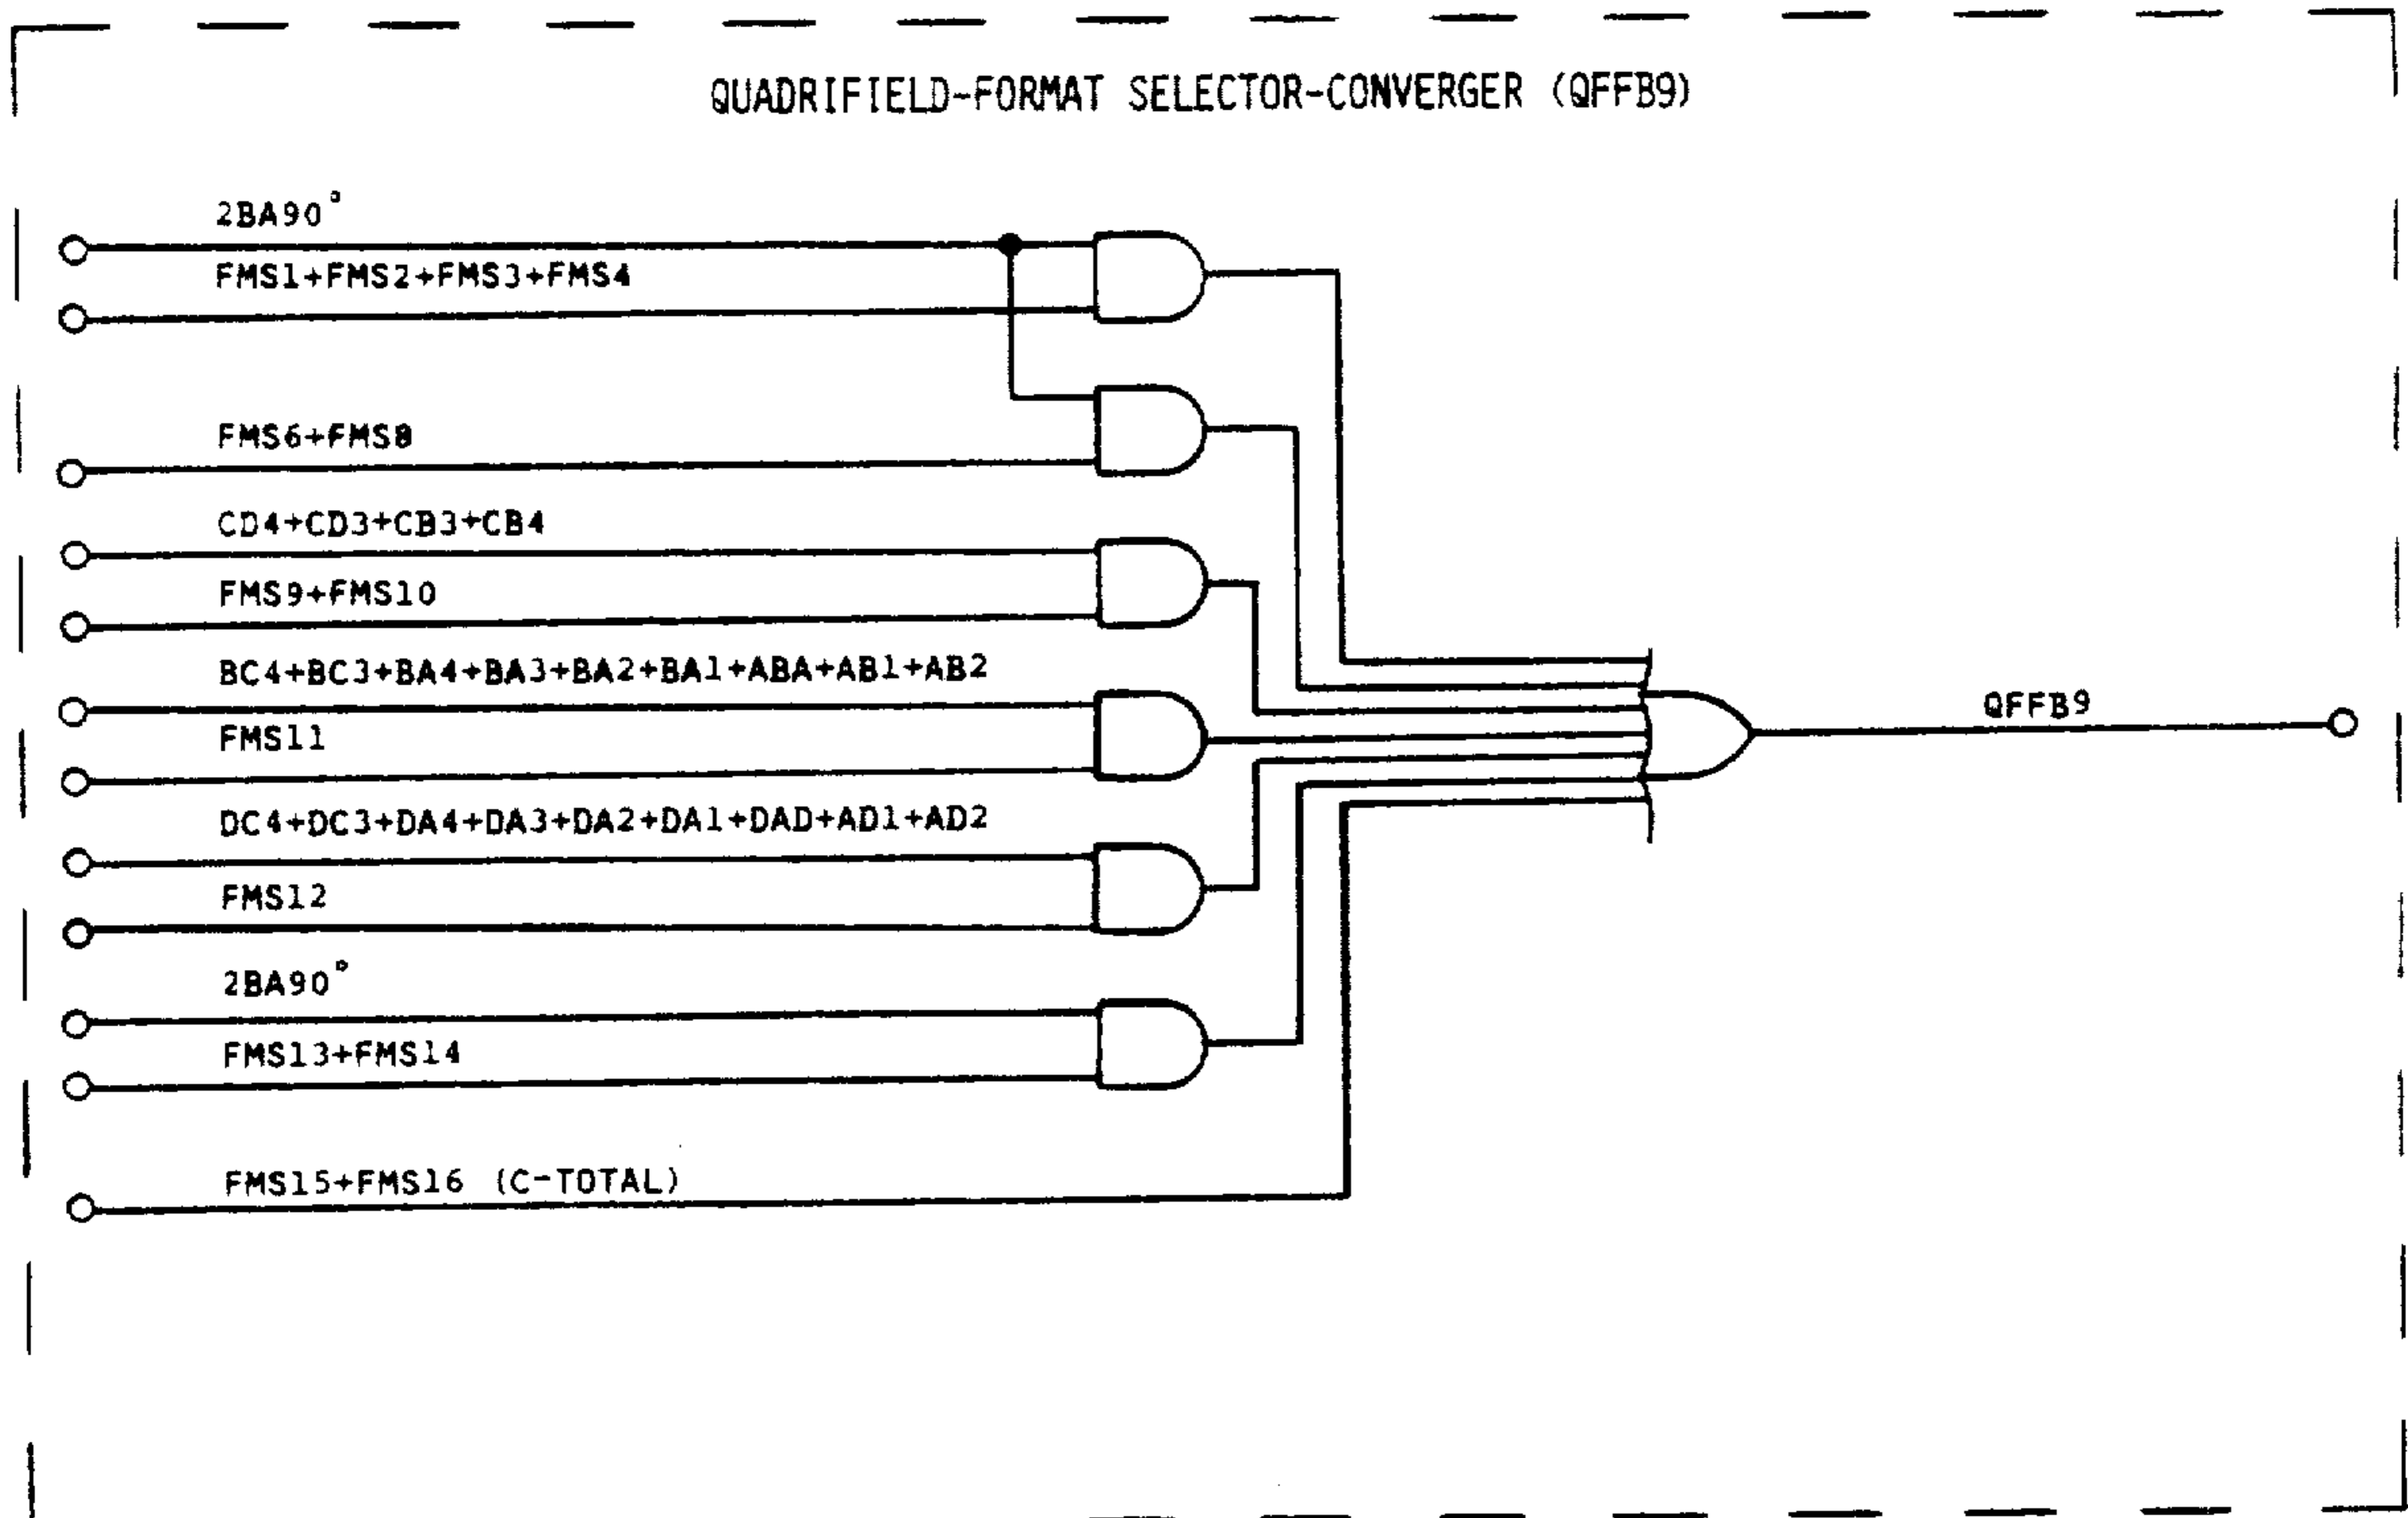 QUADRIFIELD-FORMAT SELECTOR-CONVERGER (QFFB9)
2BA90°
FMS1+FMS2+FMS3+FMS4
FMS6+FMS8
CD4+CD3+CB3+CB4
FMS9+FMS10
BC4+BC3+BA4+BA3+BA2+BA1+ABA+AB1+AB2
FMS11
QFFB9
DC4+DC3+DA4+DA3+DA2+DA1+DAD+AD1+AD2
FMS12
2BA90°
FMS13+FMS14
FMS15+FMS16 (C-TOTAL)